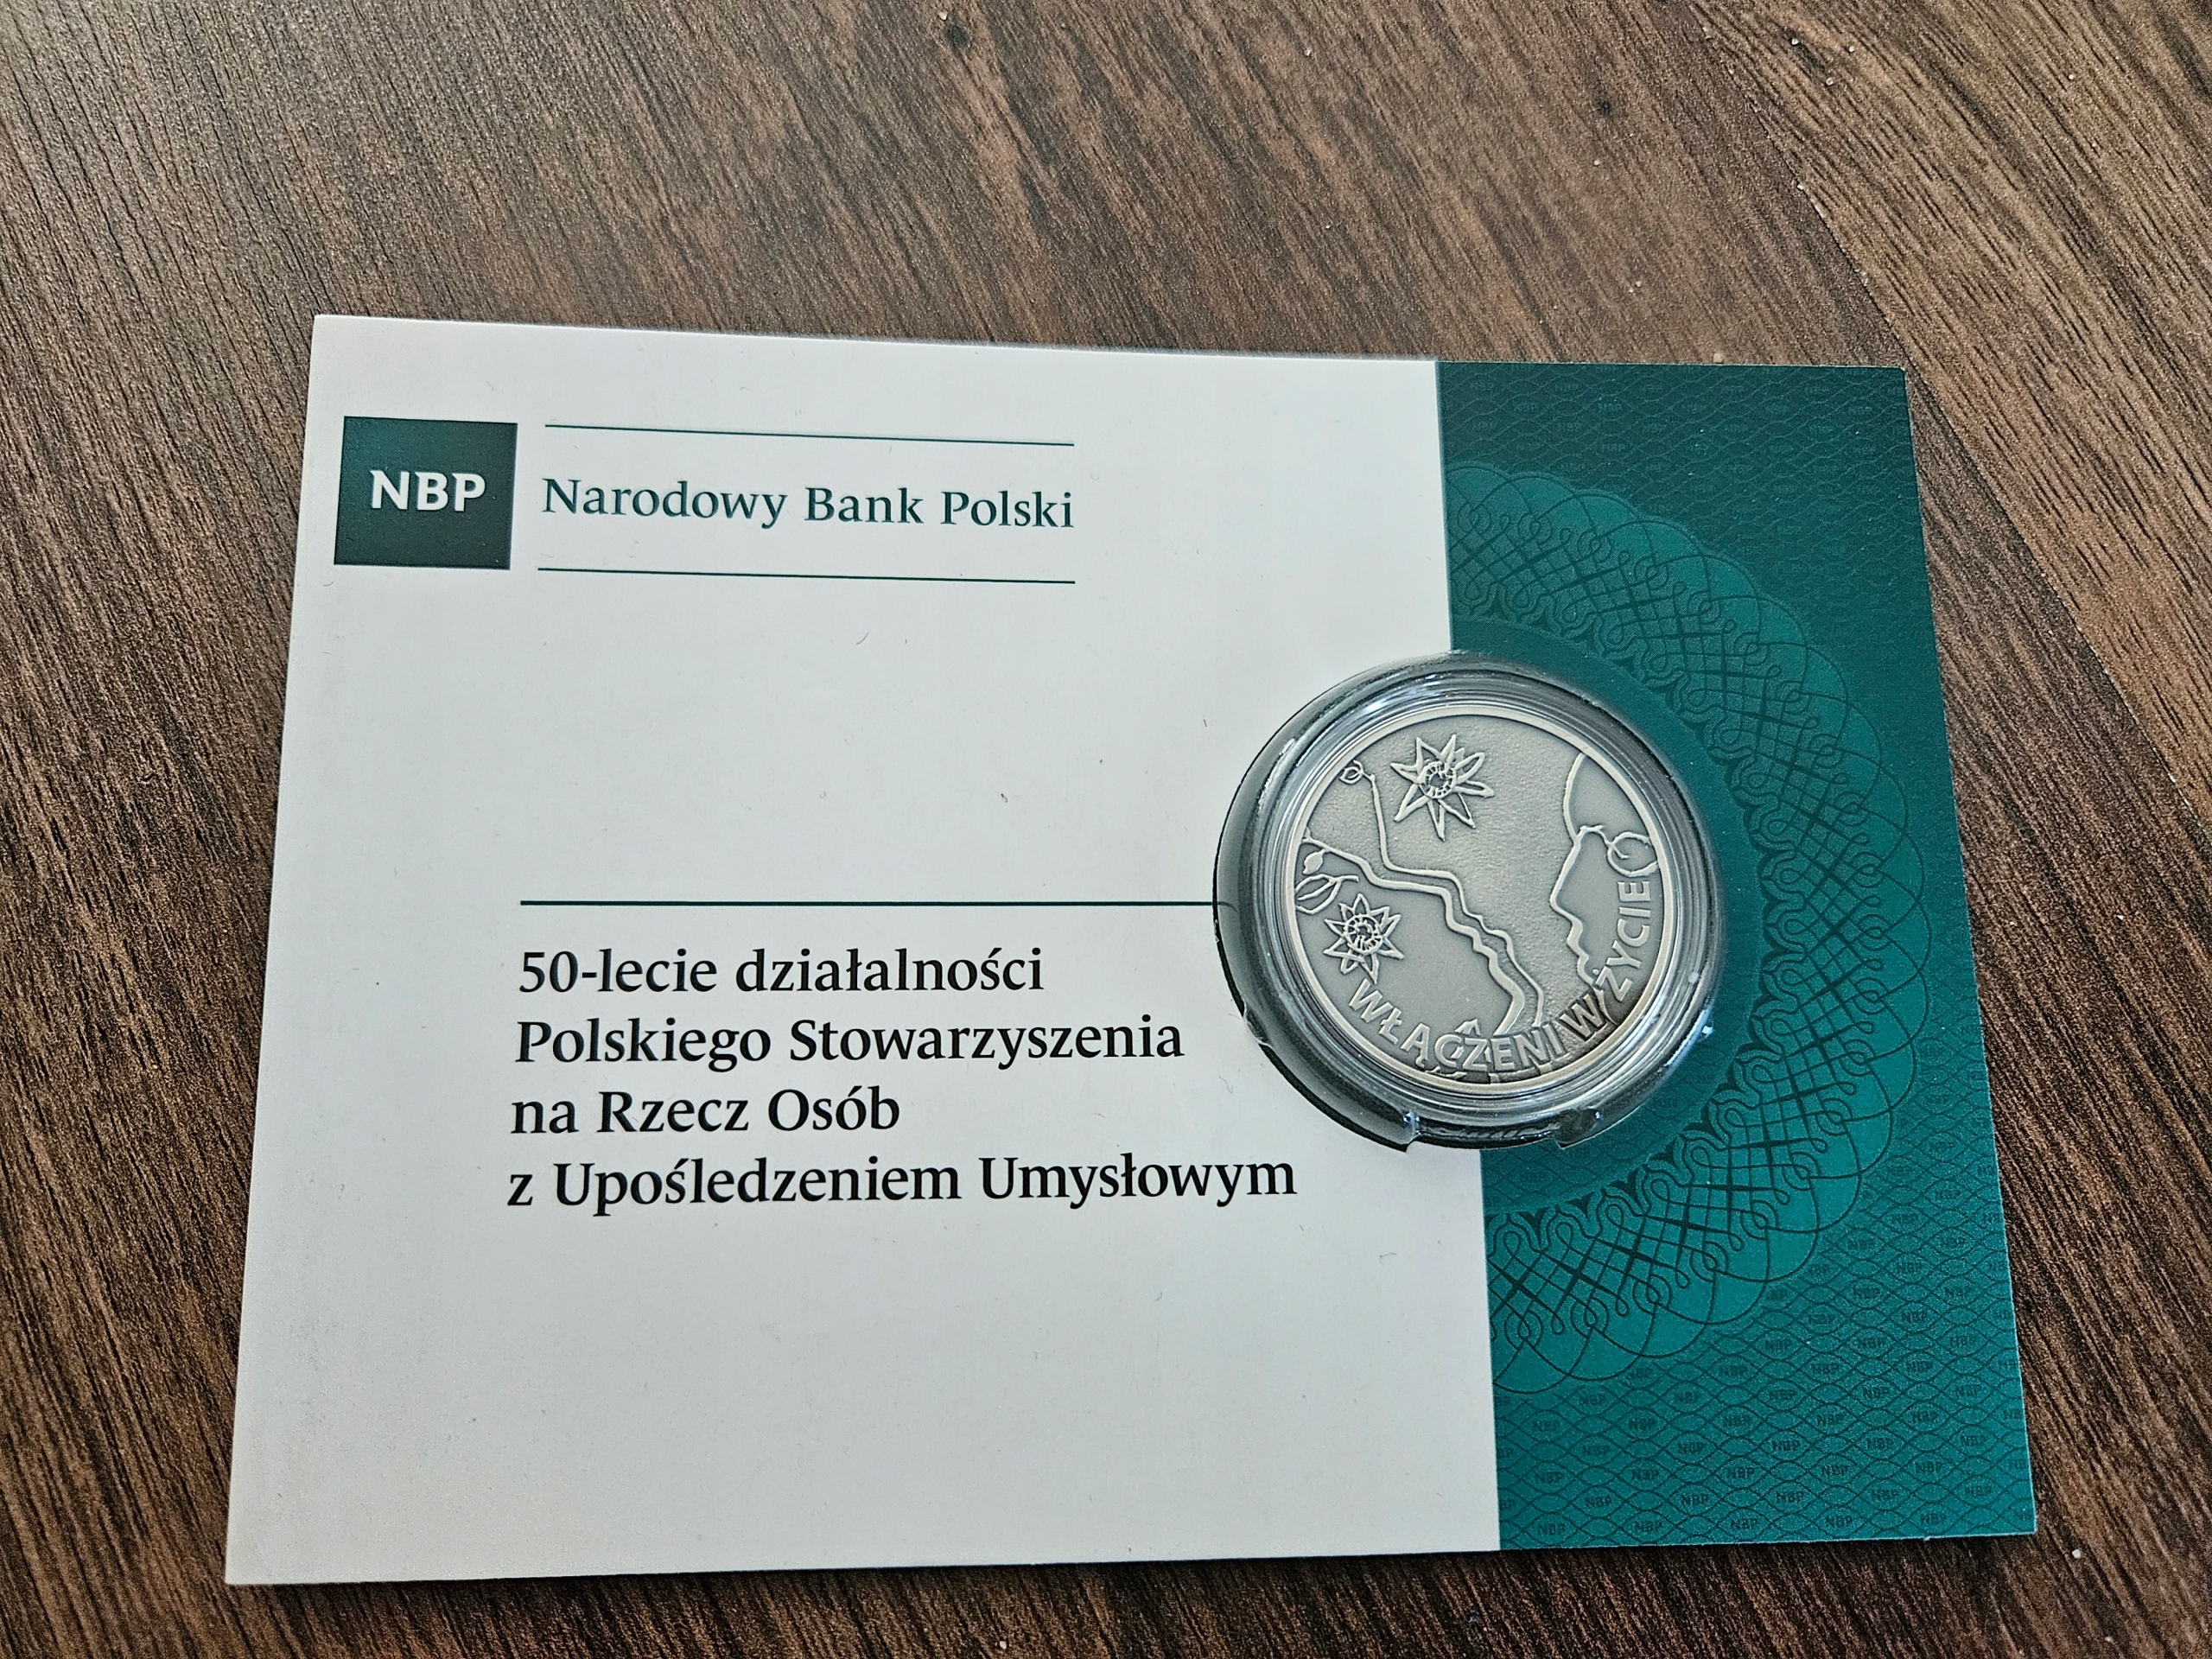 NBP
Narodowy Bank Polski
50-lecie działalności
Polskiego Stowarzyszenia
na Rzecz Osób
z Upośledzeniem Umysłowym
WŁĄCZENI W ŻYCIE